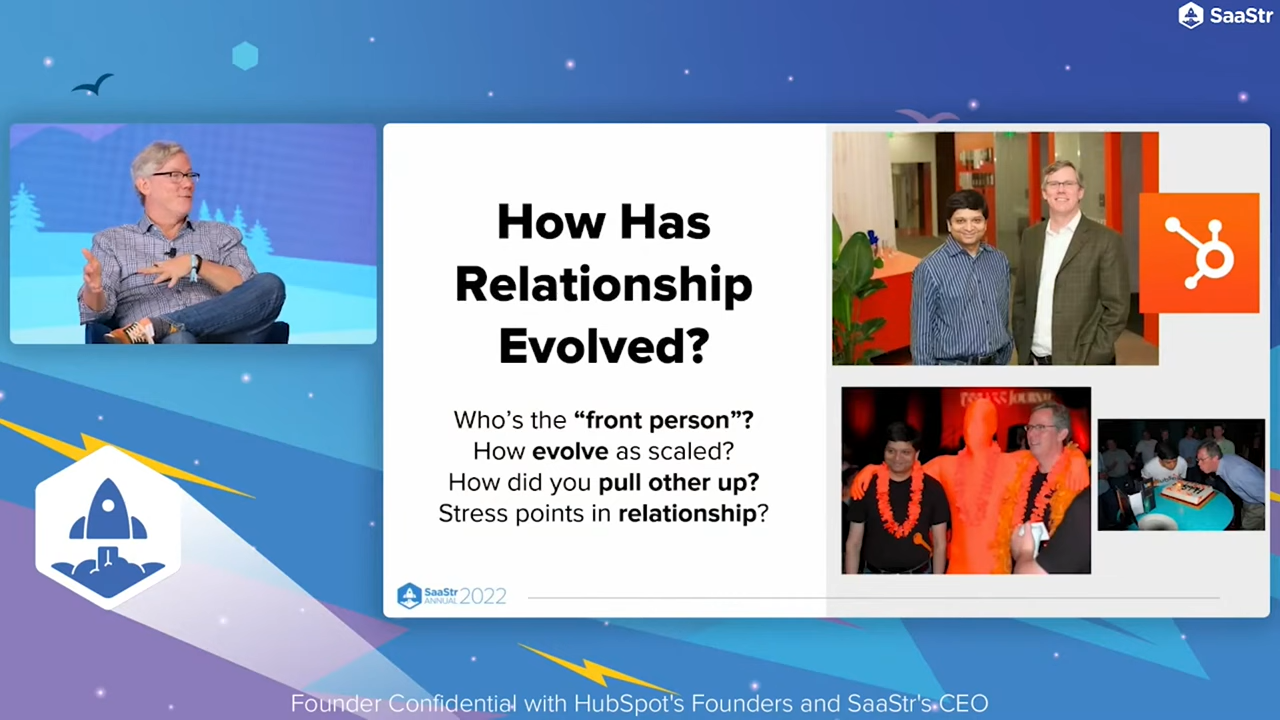 SaaStr
How Has
Relationship
Evolved?
Who's the “front person”?
How evolve as scaled?
How did you pull other up?
Stress points in relationship?
SaaStr
ANNUAL 2022
Founder Confidential with HubSpot's Founders and SaaStr's CEO